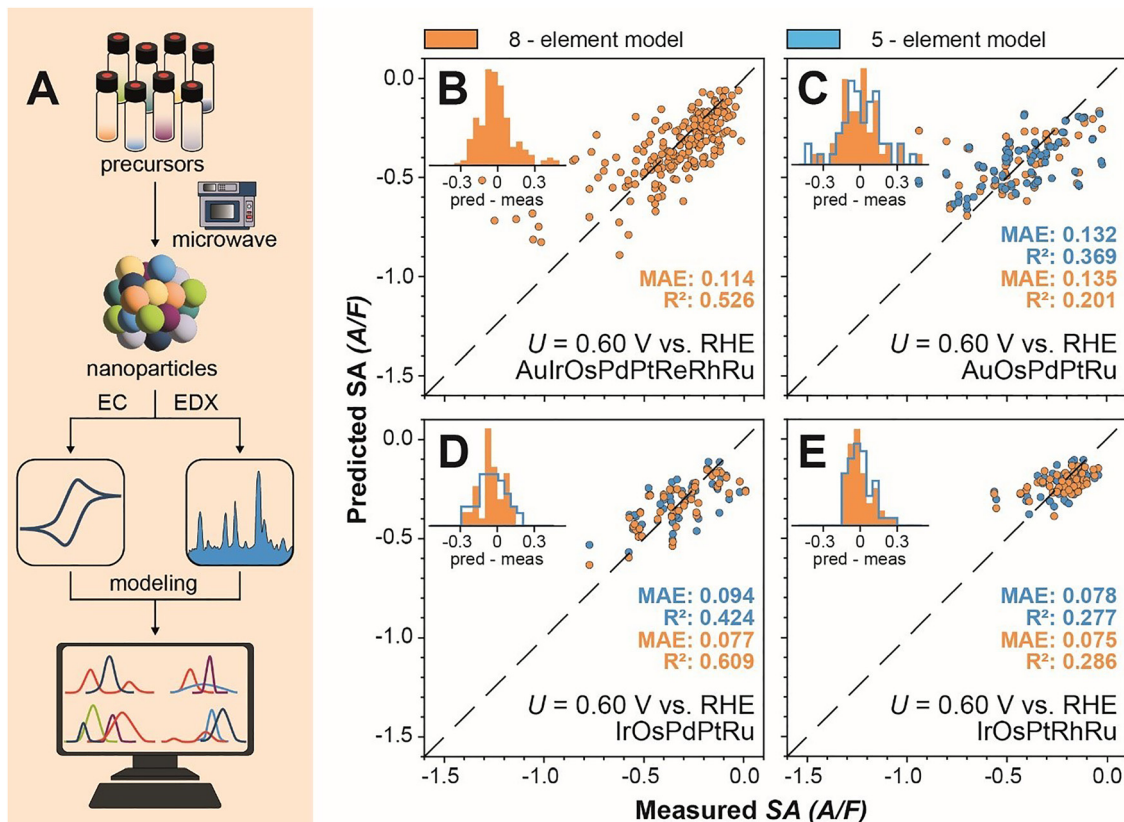 A
precursors
microwave
nanoparticles
EC EDX
modeling
8 - element model
5 - element model
Predicted SA (A/F)
B
0.0
-0.5
-1.0
-1.5
-0.3 0 0.3
pred - meas
MAE: 0.114
R²: 0.526
U = 0.60 V vs. RHE
AuIrOsPdPtReRhRu
C
-0.3 0 0.3
pred - meas
MAE: 0.132
R²: 0.369
MAE: 0.135
R²: 0.201
U = 0.60 V vs. RHE
AuOsPdPtRu
D
0.0
-0.5
-1.0
-1.5
-0.3 0 0.3
pred - meas
MAE: 0.094
R²: 0.424
MAE: 0.077
R²: 0.609
U = 0.60 V vs. RHE
IrOsPdPtRu
-1.5 -1.0 -0.5 0.0
E
-0.3 0 0.3
pred - meas
MAE: 0.078
R²: 0.277
MAE: 0.075
R²: 0.286
U = 0.60 V vs. RHE
IrOsPtRhRu
-1.5 -1.0 -0.5 0.0
Measured SA (A/F)